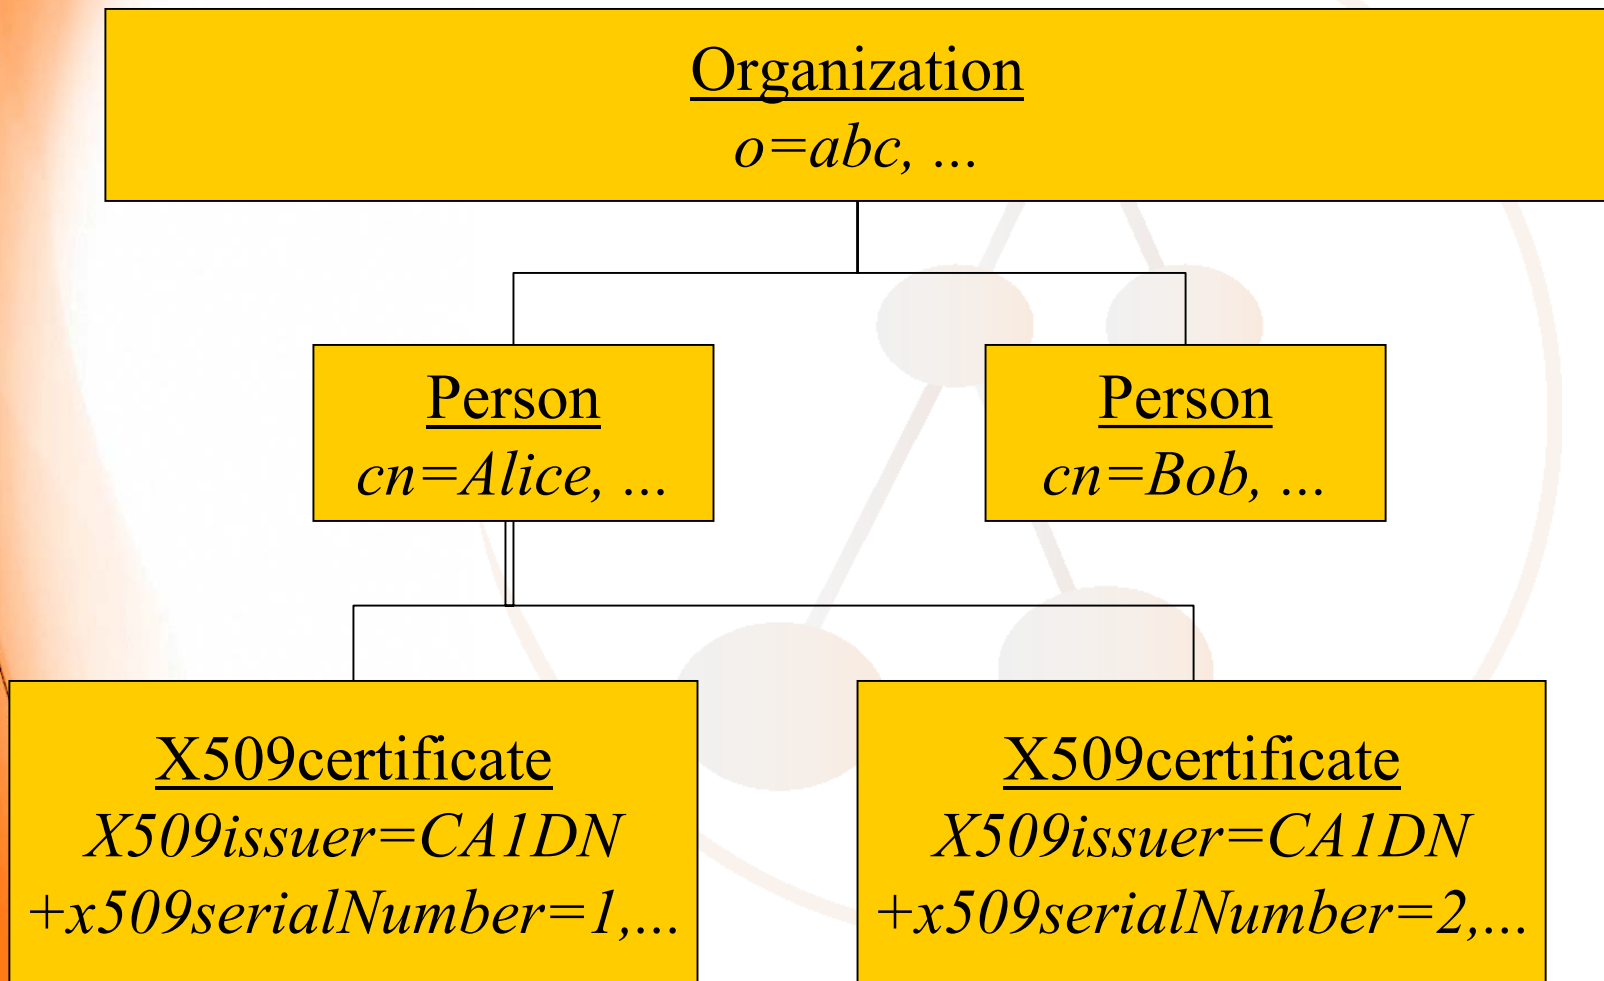 Organization
o=abc, ...
Person
cn=Alice, ...
Person
cn=Bob, ...
X509certificate
X509issuer=CA1DN
+x509serialNumber=1,...
X509certificate
X509issuer=CA1DN
+x509serialNumber=2,...